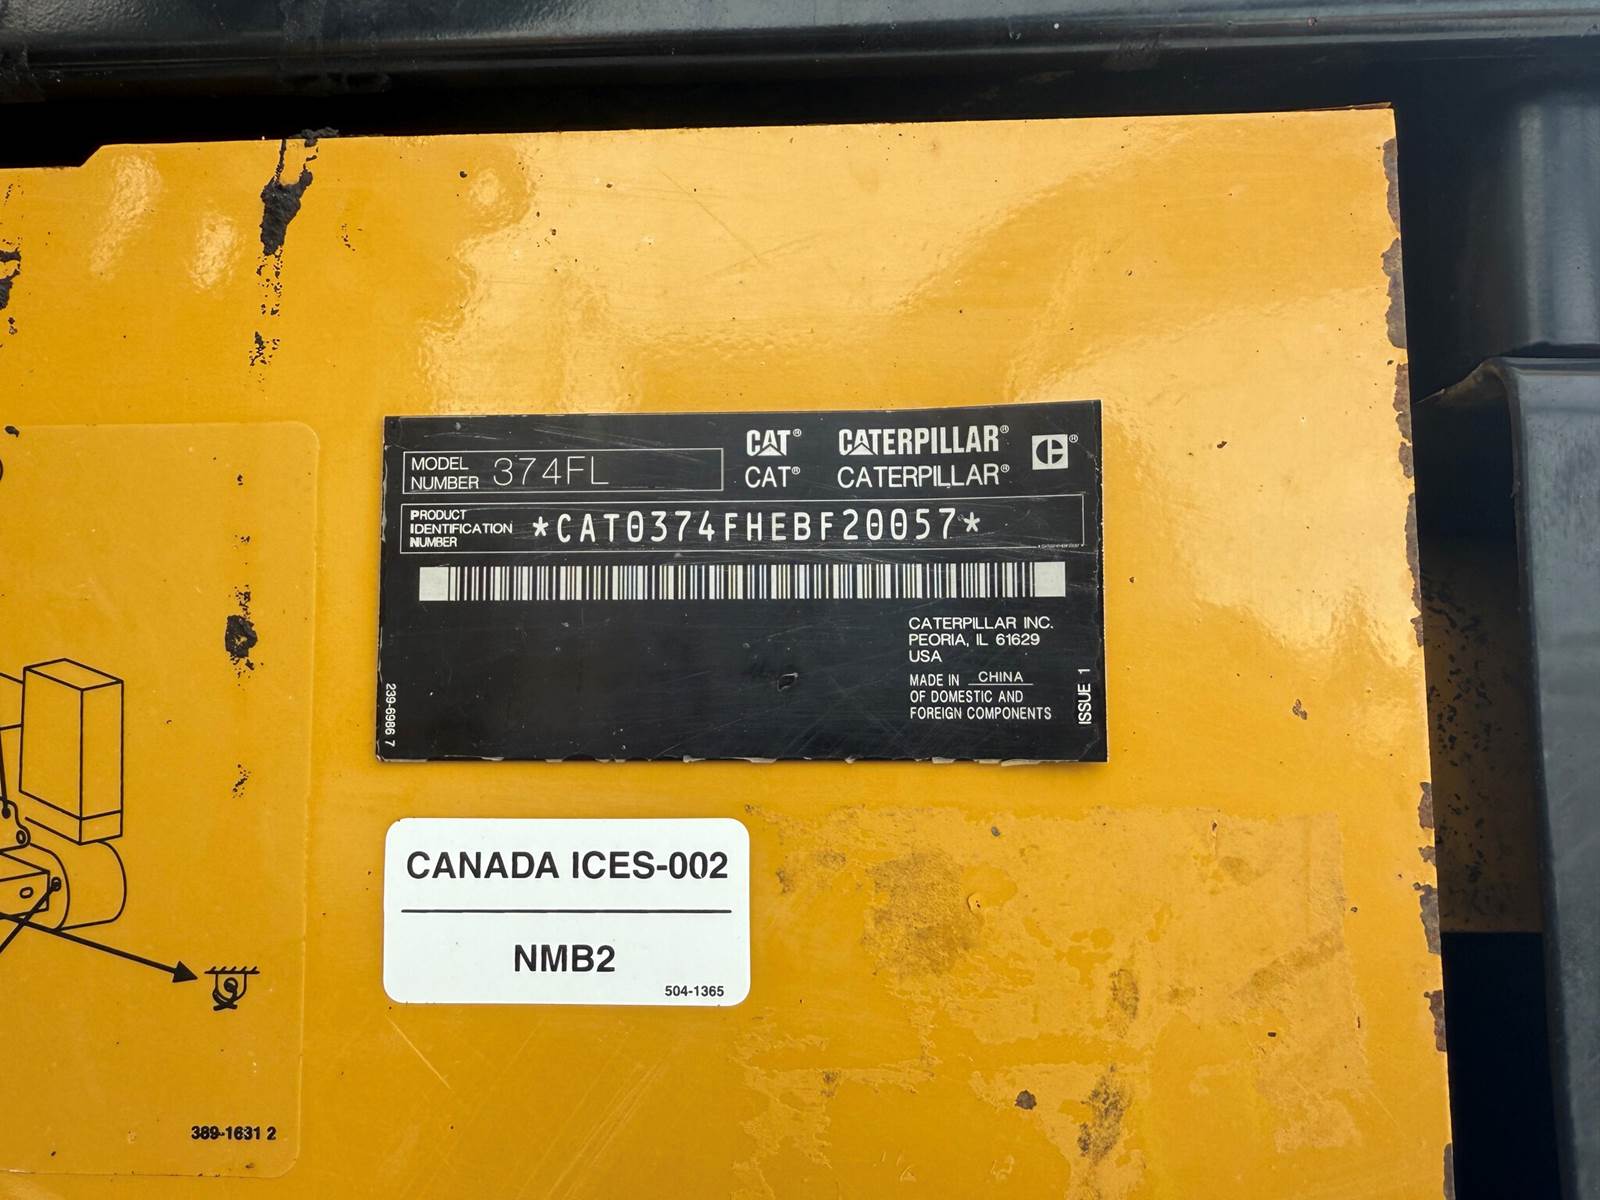 MODEL NUMBER 374FL
CAT® CATERPILLAR®
CAT® CATERPILLAR®
PRODUCT IDENTIFICATION NUMBER *CAT0374FHEBF20057*
CATERPILLAR INC.
PEORIA, IL 61629
USA
MADE IN CHINA
OF DOMESTIC AND
FOREIGN COMPONENTS
239-6986 7
ISSUE 1
CANADA ICES-002
NMB2
504-1365
389-1631 2